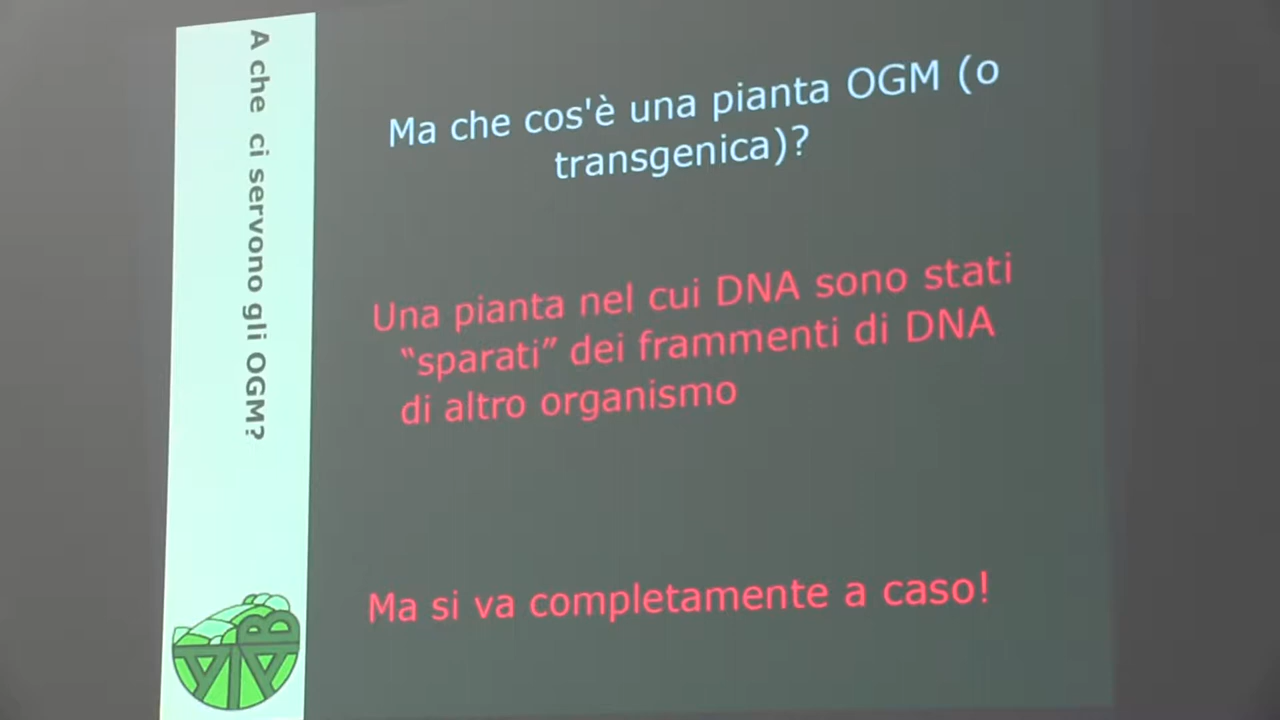 A che ci servono gli OGM?
Ma che cos'è una pianta OGM (o
transgenica)?
Una pianta nel cui DNA sono stati
“sparati” dei frammenti di DNA
di altro organismo
Ma si va completamente a caso!
AIAB